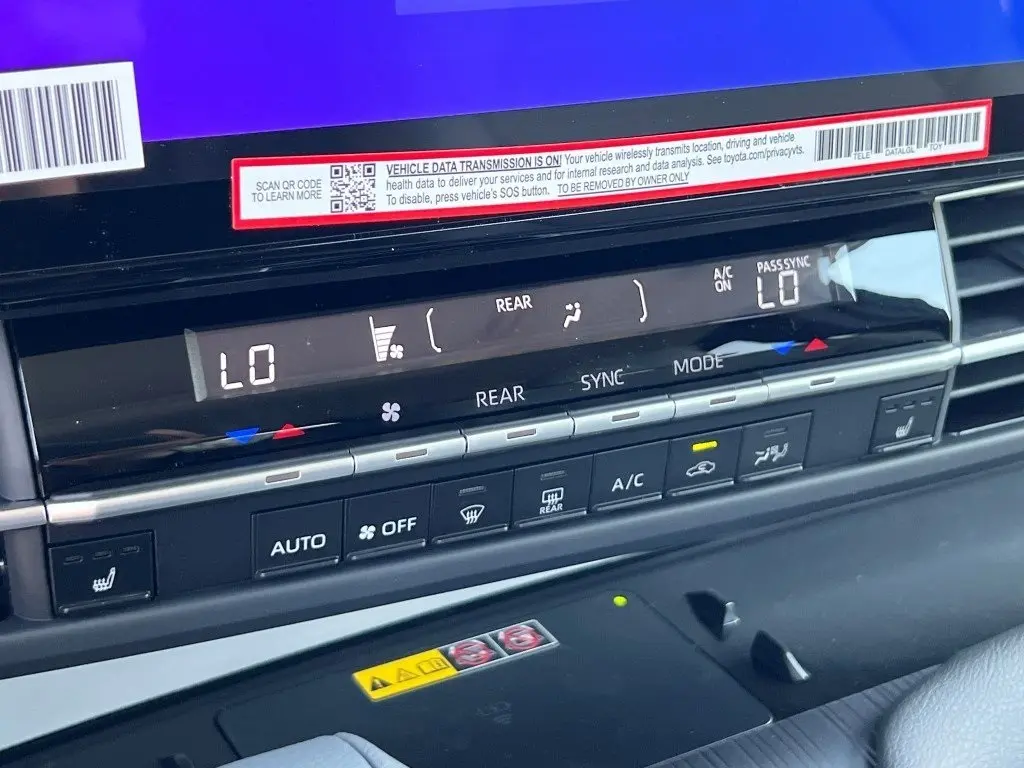 SCAN QR CODE
TO LEARN MORE
VEHICLE DATA TRANSMISSION IS ON! Your vehicle wirelessly transmits location, driving and vehicle
health data to deliver your services and for internal research and data analysis. See toyota.com/privacyvts.
To disable, press vehicle's SOS button. TO BE REMOVED BY OWNER ONLY
TELE DATALGL TOY
LO
REAR
A/C
ON
PASS SYNC
LO
REAR
SYNC
MODE
AUTO
OFF
REAR
A/C